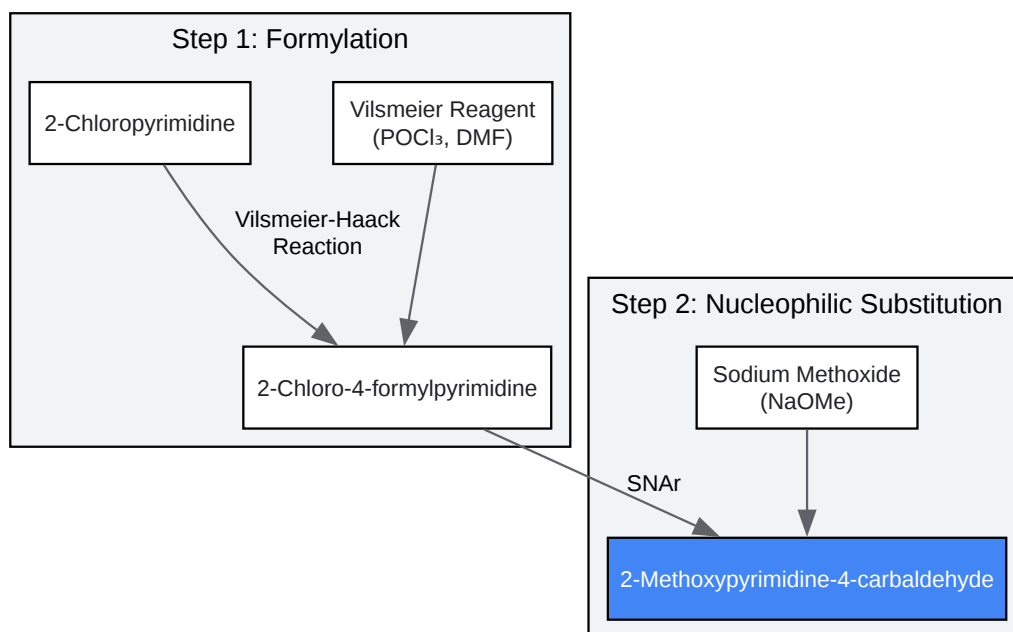 Step 1: Formylation
2-Chloropyrimidine
Vilsmeier Reagent
(POCl₃, DMF)
Vilsmeier-Haack
Reaction
2-Chloro-4-formylpyrimidine
Step 2: Nucleophilic Substitution
Sodium Methoxide
(NaOMe)
SNAr
2-Methoxypyrimidine-4-carbaldehyde